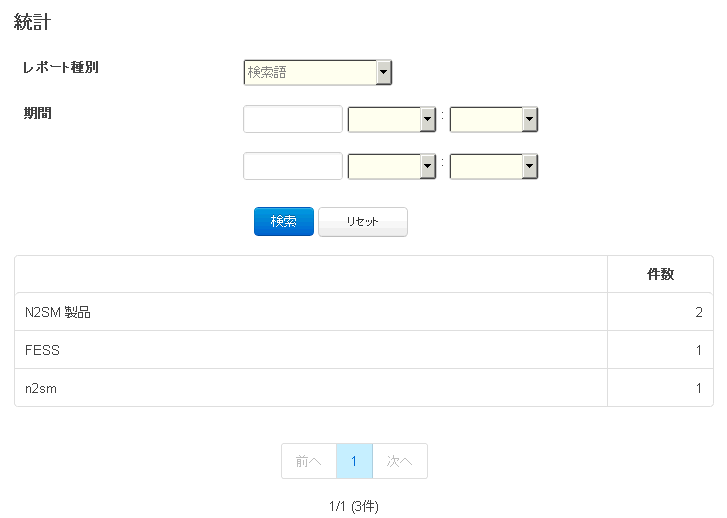 統計
レポート種別 検索語
期間 :
:
検索 リセット
件数
N2SM 製品 2
FESS 1
n2sm 1
前へ 1 次へ
1/1 (3件)